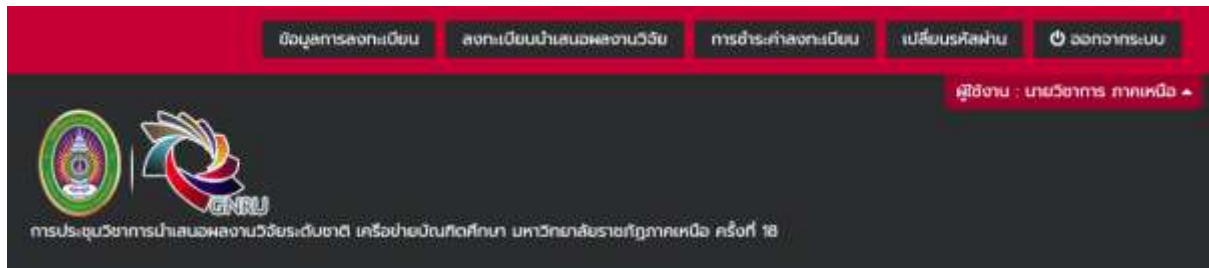 ข้อมูลการลงทะเบียน ลงทะเบียนนำเสนอผลงานวิจัย การชำระค่าลงทะเบียน เปลี่ยนรหัสผ่าน ออกจากระบบ
ผู้ใช้งาน : นายวิชาการ ภาคเหนือ
GNRU
การประชุมวิชาการนำเสนอผลงานวิจัยระดับชาติ เครือข่ายบัณฑิตศึกษา มหาวิทยาลัยราชภัฏภาคเหนือ ครั้งที่ 18